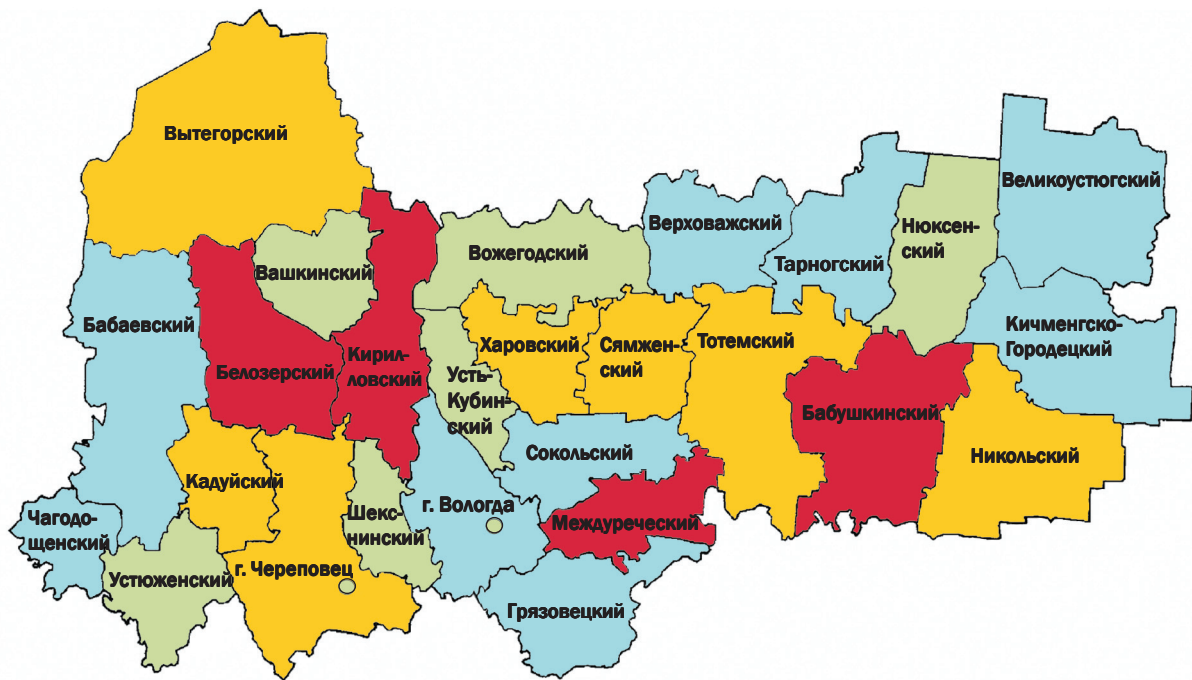 Вытегорский
Великоустюгский
Верховажский
Нюксен-
ский
Вожегодский
Тарногский
Вашкинский
Бабаевский
Кирил-
ловский
Харовский
Сямжен-
ский
Тотемский
Кичменгско-
Городецкий
Белозерский
Усть-
Кубин-
ский
Бабушкинский
Сокольский
Никольский
Кадуйский
г. Вологда
Шекс-
нинский
Междуреческий
Чагодо-
щенский
г. Череповец
Устюженский
Грязовецкий